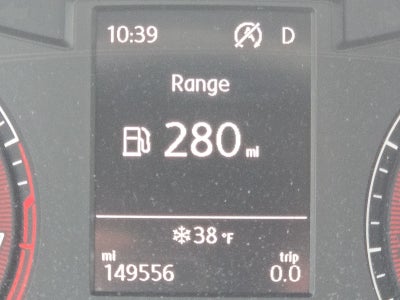 10:39 D
Range
280 mi
38 °F
mi trip
149556 0.0